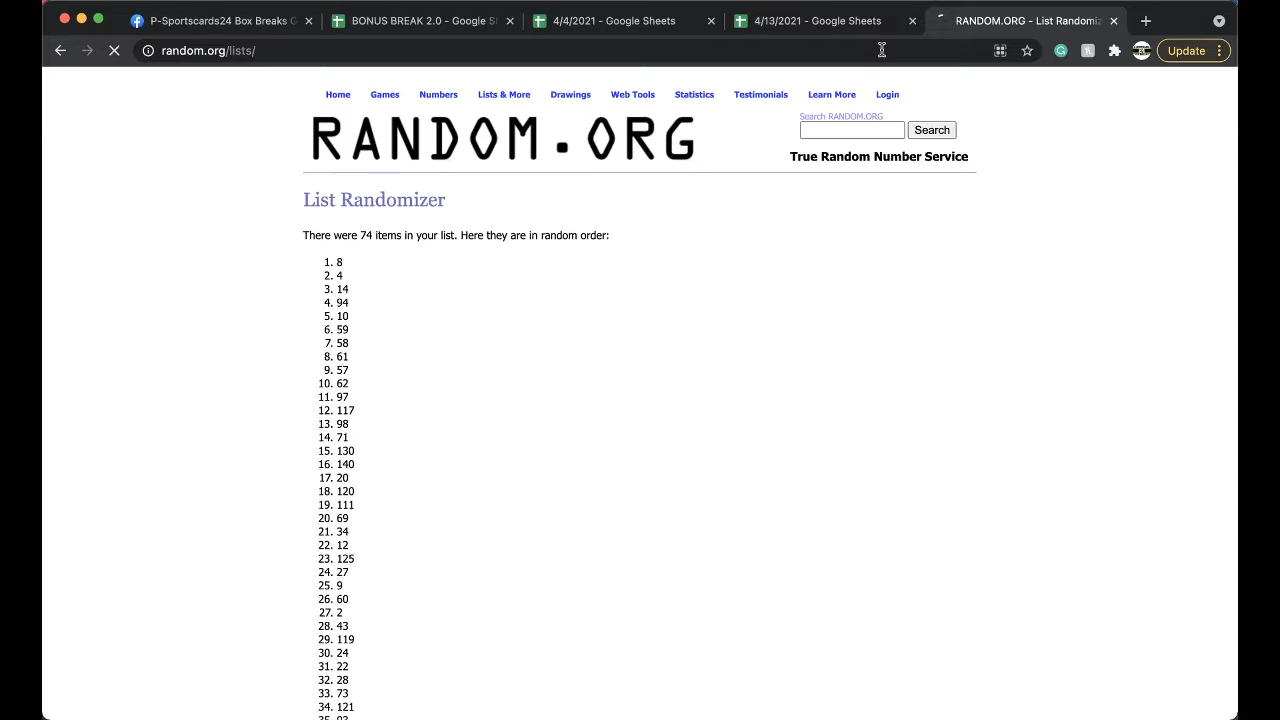 P-Sportscards24 Box Breaks G
BONUS BREAK 2.0 - Google Sh
4/4/2021 - Google Sheets
4/13/2021 - Google Sheets
RANDOM.ORG - List Randomiz
random.org/lists/
Update
Home Games Numbers Lists & More Drawings Web Tools Statistics Testimonials Learn More Login
RANDOM.ORG
Search RANDOM.ORG
Search
True Random Number Service
List Randomizer
There were 74 items in your list. Here they are in random order:
1. 8
2. 4
3. 14
4. 94
5. 10
6. 59
7. 58
8. 61
9. 57
10. 62
11. 97
12. 117
13. 98
14. 71
15. 130
16. 140
17. 20
18. 120
19. 111
20. 69
21. 34
22. 12
23. 125
24. 27
25. 9
26. 60
27. 2
28. 43
29. 119
30. 24
31. 22
32. 28
33. 73
34. 121